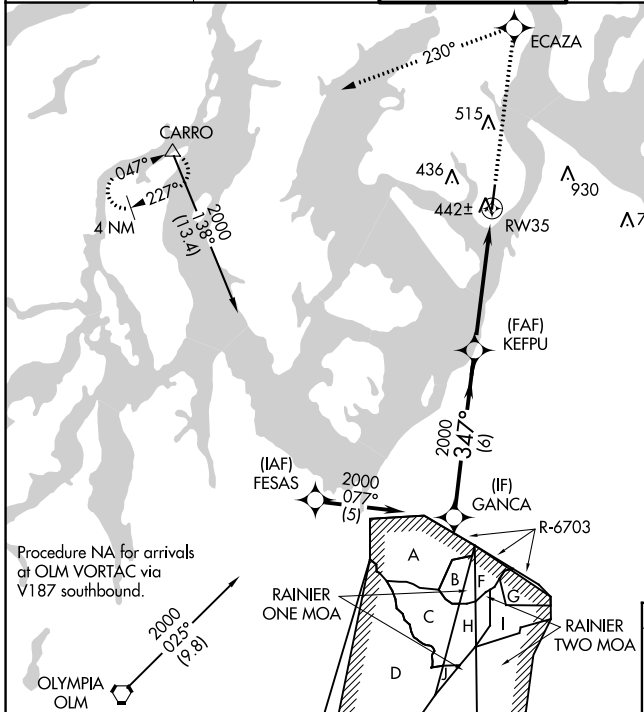 ECAZA
230°
515
CARRO
047°
436
930
227°
442±
7
4 NM
RW35
2000
138°
(13.4)
(FAF)
KEFPU
2000
347°
(6)
(IAF)
FESAS
2000
077°
(5)
(IF)
GANCA
R-6703
Procedure NA for arrivals
at OLM VORTAC via
V187 southbound.
A
B
F
G
RAINIER
ONE MOA
C
H
I
RAINIER
TWO MOA
2000
025°
(9.8)
D
J
OLYMPIA
OLM